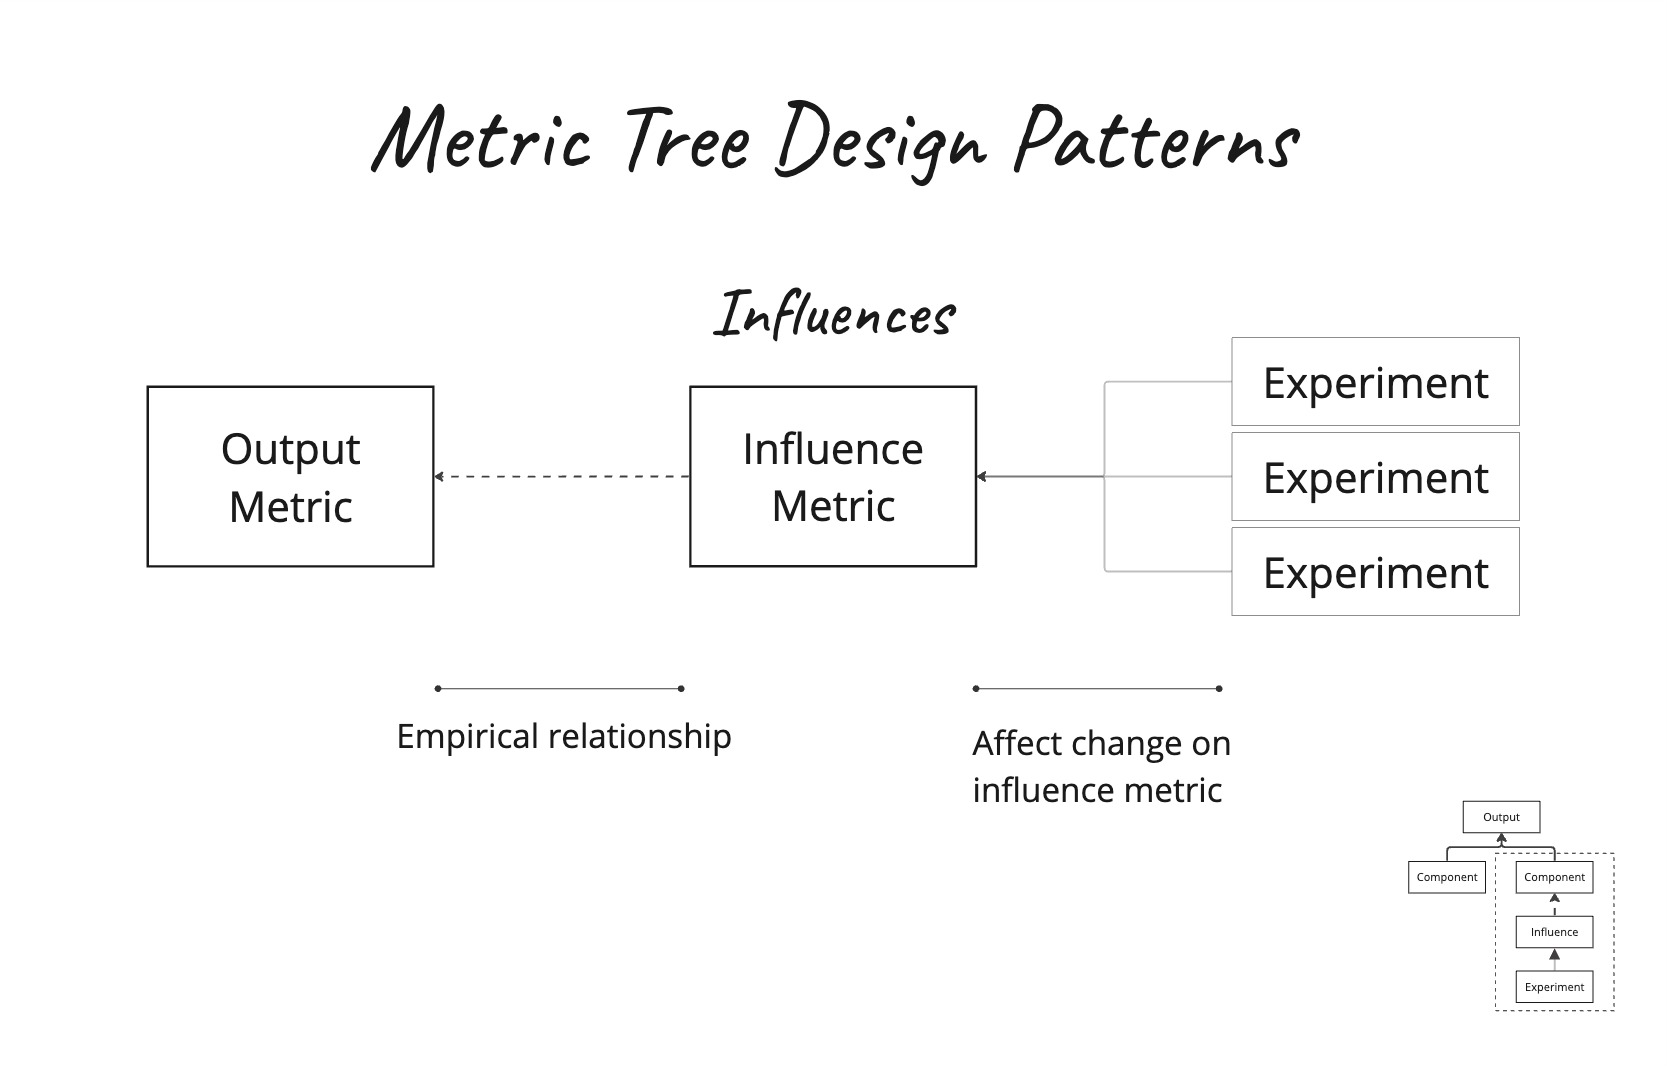 Metric Tree Design Patterns
Influences
Output
Metric
Influence
Metric
Experiment
Experiment
Experiment
Empirical relationship
Affect change on
influence metric
Output
Component
Component
Influence
Experiment